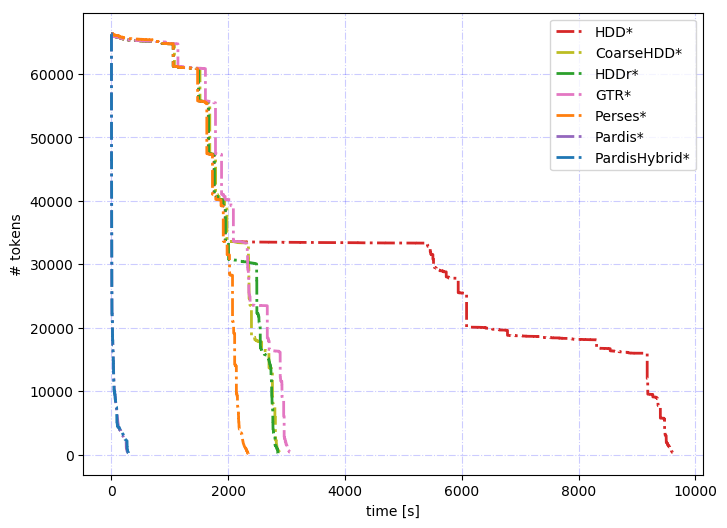 HDD*
CoarseHDD*
HDDr*
GTR*
Perses*
Pardis*
PardisHybrid*
60000
50000
40000
30000
20000
10000
0
# tokens
0 2000 4000 6000 8000 10000
time [s]